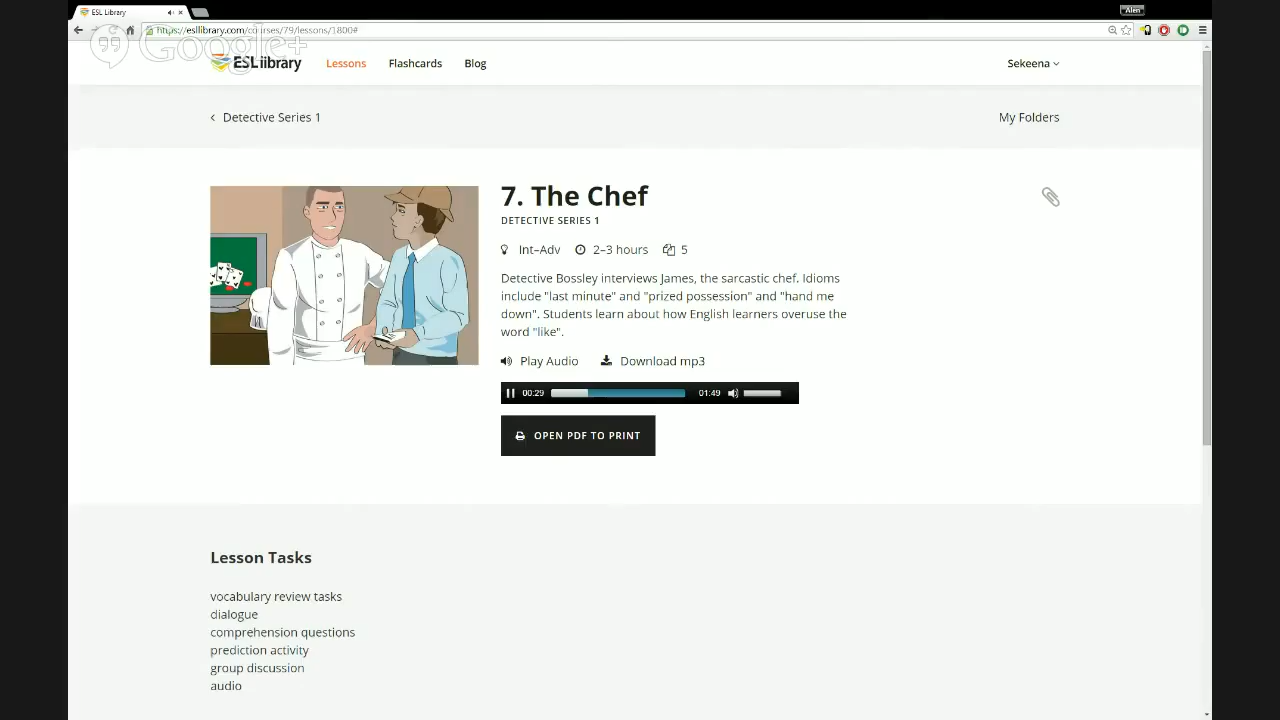 ESL Library
Alen
https://esllibrary.com/courses/79/lessons/1800#
Google+
ESL library
Lessons
Flashcards
Blog
Sekeena
Detective Series 1
My Folders
7. The Chef
DETECTIVE SERIES 1
Int–Adv
2–3 hours
5
Detective Bossley interviews James, the sarcastic chef. Idioms
include "last minute" and "prized possession" and "hand me
down". Students learn about how English learners overuse the
word "like".
Play Audio
Download mp3
00:29
01:49
OPEN PDF TO PRINT
Lesson Tasks
vocabulary review tasks
dialogue
comprehension questions
prediction activity
group discussion
audio